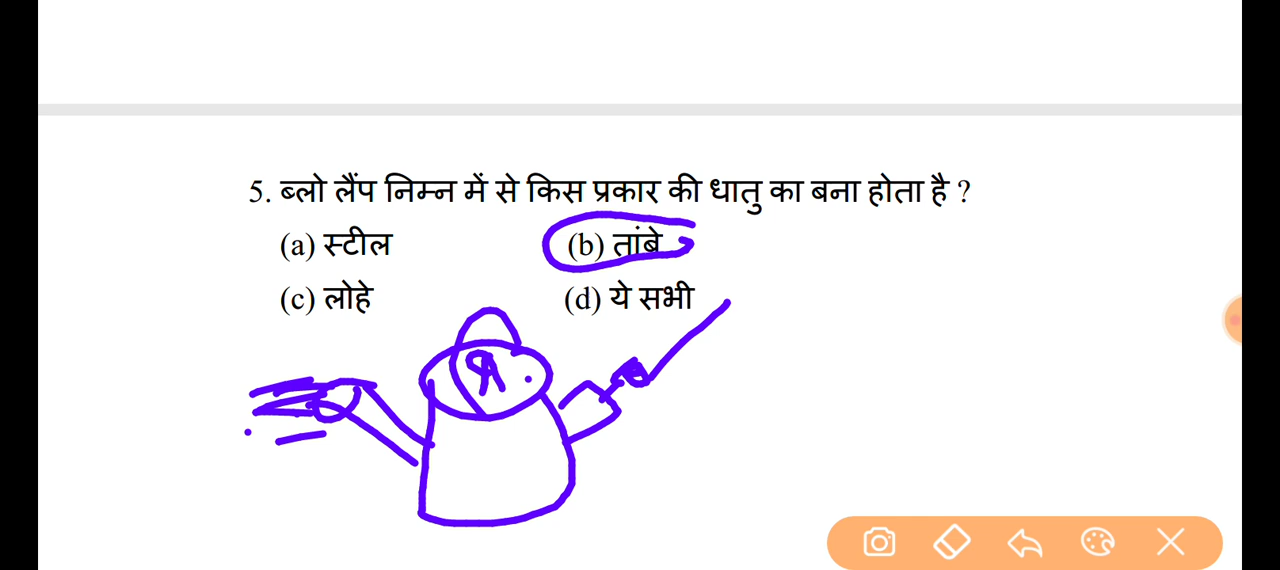 5. ब्लो लैंप निम्न में से किस प्रकार की धातु का बना होता है ?
(a) स्टील (b) तांबे
(c) लोहे (d) ये सभी